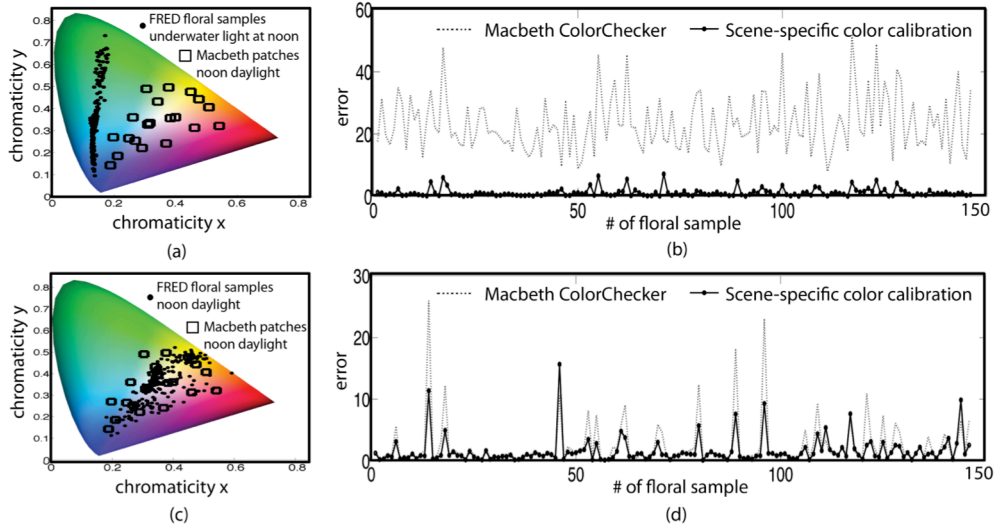 FRED floral samples
underwater light at noon
Macbeth patches
noon daylight
chromaticity y
0.8
0.7
0.6
0.5
0.4
0.3
0.2
0.1
0
0.2
0.4
0.6
0.8
chromaticity x
(a)
60
40
20
0
error
Macbeth ColorChecker
Scene-specific color calibration
0
50
100
150
# of floral sample
(b)
FRED floral samples
noon daylight
Macbeth patches
noon daylight
chromaticity y
0.8
0.7
0.6
0.5
0.4
0.3
0.2
0.1
0
0.2
0.4
0.6
0.8
chromaticity x
(c)
30
20
10
0
error
Macbeth ColorChecker
Scene-specific color calibration
0
50
100
150
# of floral sample
(d)